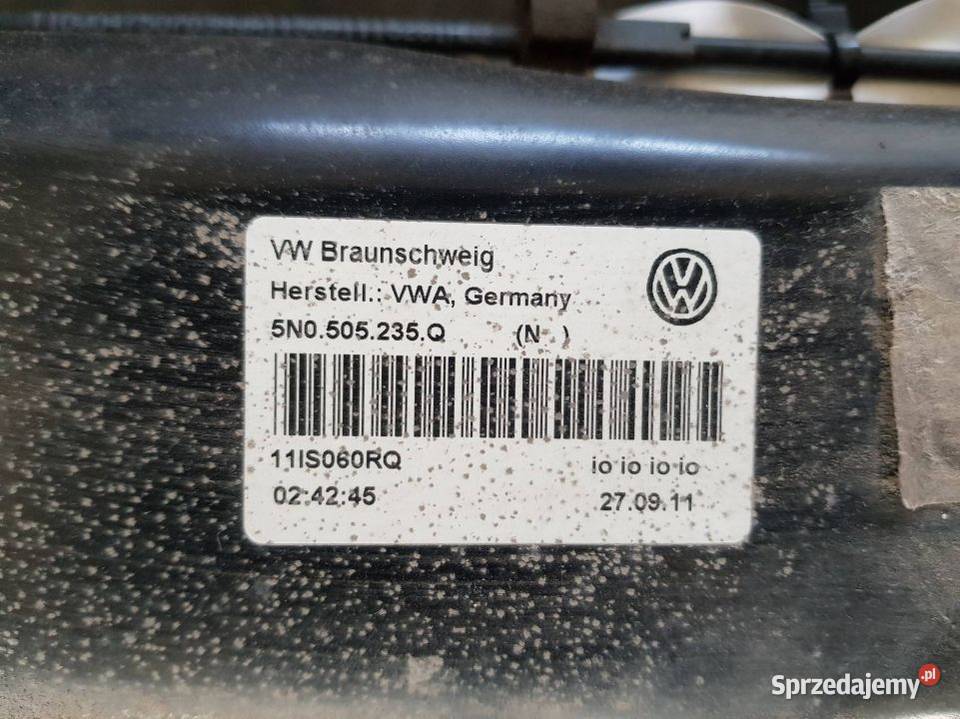 VW Braunschweig
Herstell.: VWA, Germany
5N0.505.235.Q (N )
11IS060RQ io io io io
02:42:45 27.09.11
Sprzedajemy.pl